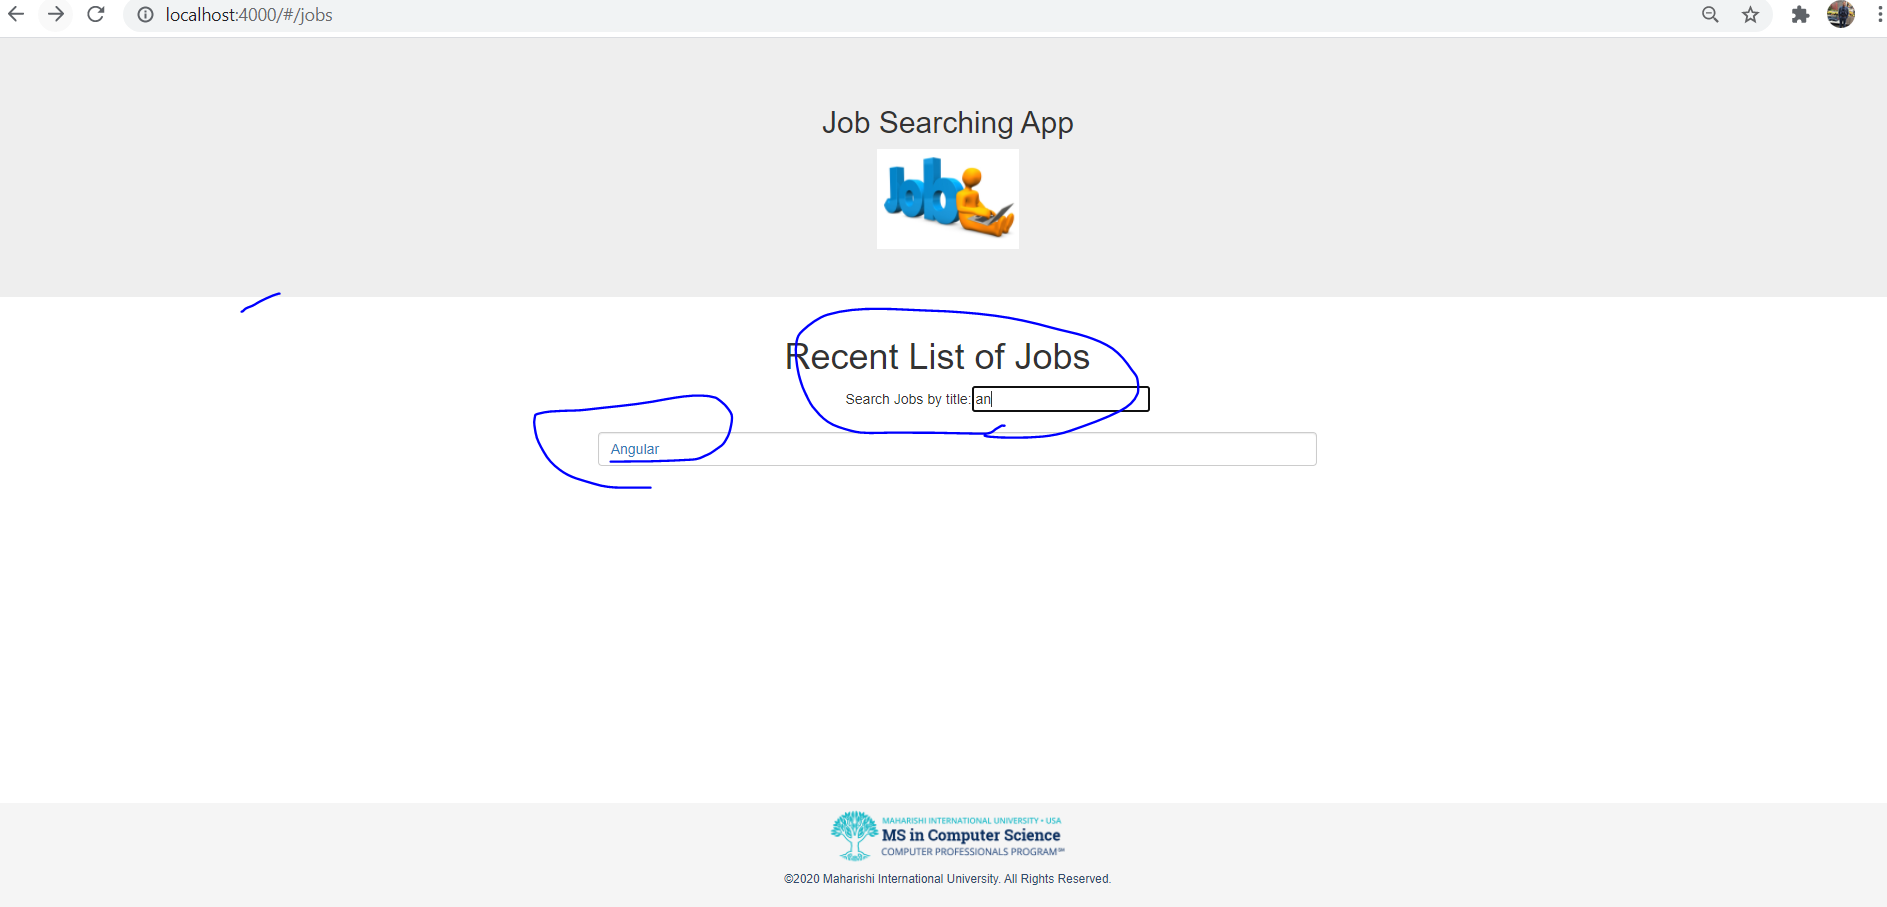 localhost:4000/#/jobs
Job Searching App
Job
Recent List of Jobs
Search Jobs by title: an
Angular
MAHARISHI INTERNATIONAL UNIVERSITY • USA
MS in Computer Science
COMPUTER PROFESSIONALS PROGRAM℠
©2020 Maharishi International University. All Rights Reserved.